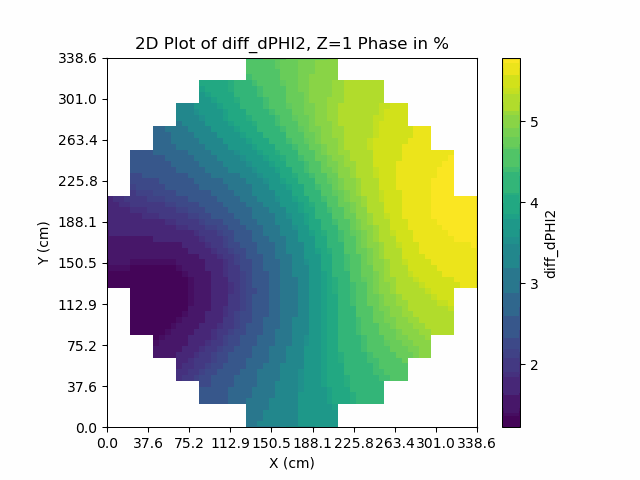 2D Plot of diff_dPHI2, Z=1 Phase in %
338.6
301.0
263.4
225.8
188.1
150.5
112.9
75.2
37.6
0.0
Y (cm)
0.0 37.6 75.2 112.9 150.5 188.1 225.8 263.4 301.0 338.6
X (cm)
5
4
3
2
diff_dPHI2